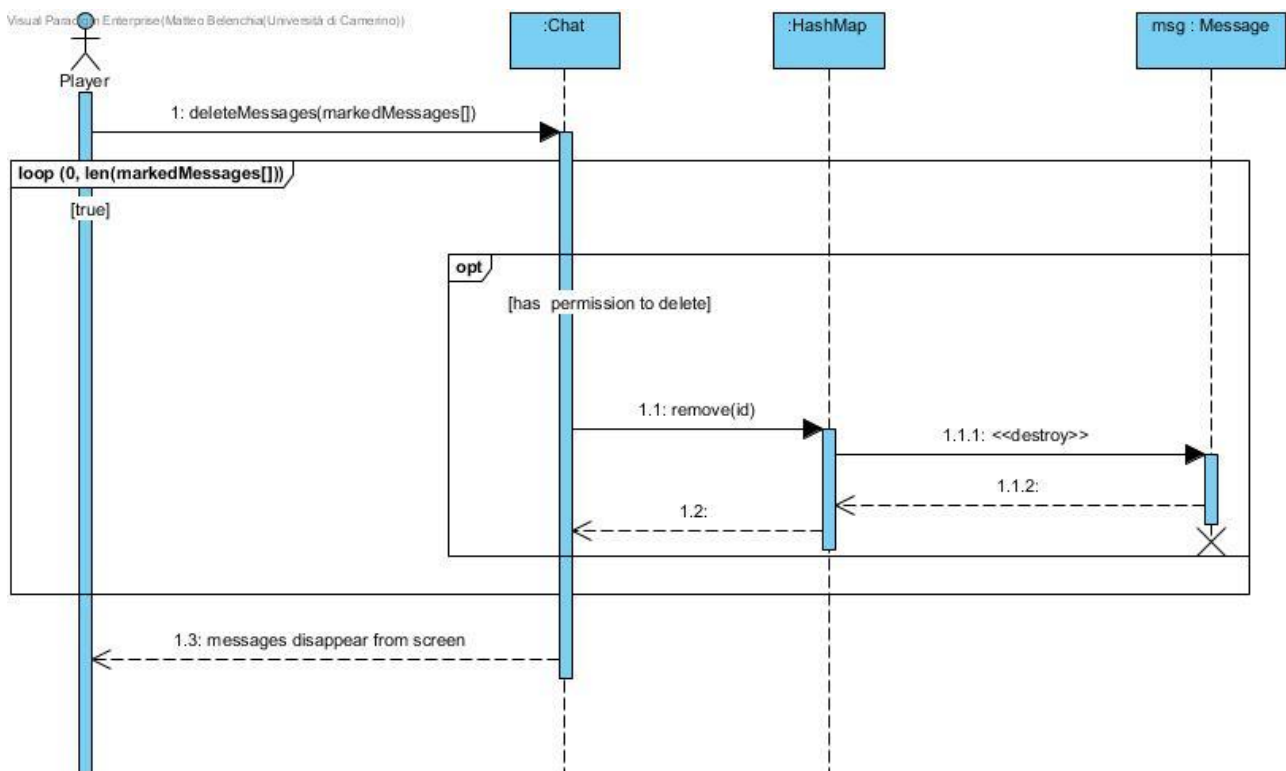 Visual Paradigm Enterprise(Matteo Belenchia(Università di Camerino))
:Chat
:HashMap
msg : Message
Player
1: deleteMessages(markedMessages[])
loop (0, len(markedMessages[]))
[true]
opt
[has permission to delete]
1.1: remove(id)
1.1.1: <<destroy>>
1.1.2:
1.2:
1.3: messages disappear from screen